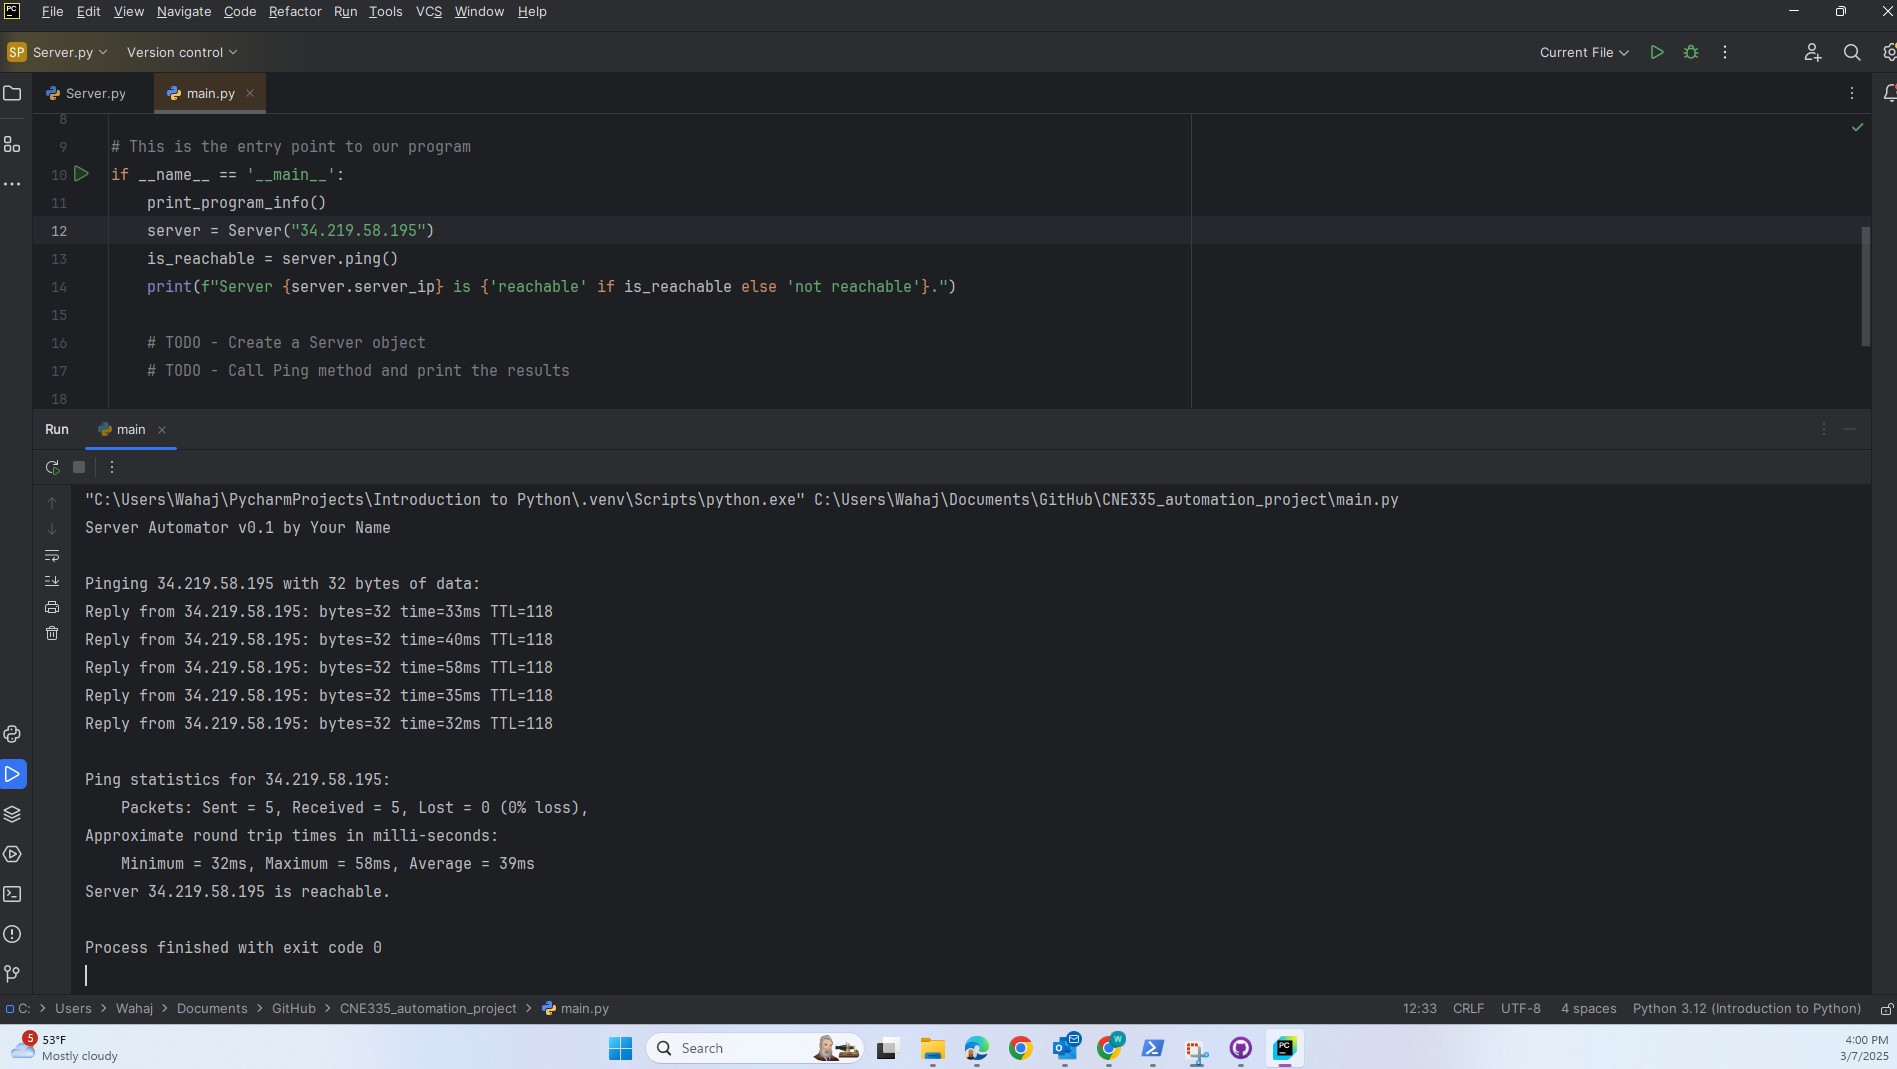 PC File Edit View Navigate Code Refactor Run Tools VCS Window Help
SP Server.py Version control Current File
Server.py main.py
8
9 # This is the entry point to our program
10 if __name__ == '__main__':
11 print_program_info()
12 server = Server("34.219.58.195")
13 is_reachable = server.ping()
14 print(f"Server {server.server_ip} is {'reachable' if is_reachable else 'not reachable'}.")
15
16 # TODO - Create a Server object
17 # TODO - Call Ping method and print the results
18
Run main
"C:\Users\Wahaj\PycharmProjects\Introduction to Python\.venv\Scripts\python.exe" C:\Users\Wahaj\Documents\GitHub\CNE335_automation_project\main.py
Server Automator v0.1 by Your Name
Pinging 34.219.58.195 with 32 bytes of data:
Reply from 34.219.58.195: bytes=32 time=33ms TTL=118
Reply from 34.219.58.195: bytes=32 time=40ms TTL=118
Reply from 34.219.58.195: bytes=32 time=58ms TTL=118
Reply from 34.219.58.195: bytes=32 time=35ms TTL=118
Reply from 34.219.58.195: bytes=32 time=32ms TTL=118
Ping statistics for 34.219.58.195:
Packets: Sent = 5, Received = 5, Lost = 0 (0% loss),
Approximate round trip times in milli-seconds:
Minimum = 32ms, Maximum = 58ms, Average = 39ms
Server 34.219.58.195 is reachable.
Process finished with exit code 0
C: > Users > Wahaj > Documents > GitHub > CNE335_automation_project > main.py 12:33 CRLF UTF-8 4 spaces Python 3.12 (Introduction to Python)
5 53°F Search W PC 4:00 PM
Mostly cloudy 3/7/2025